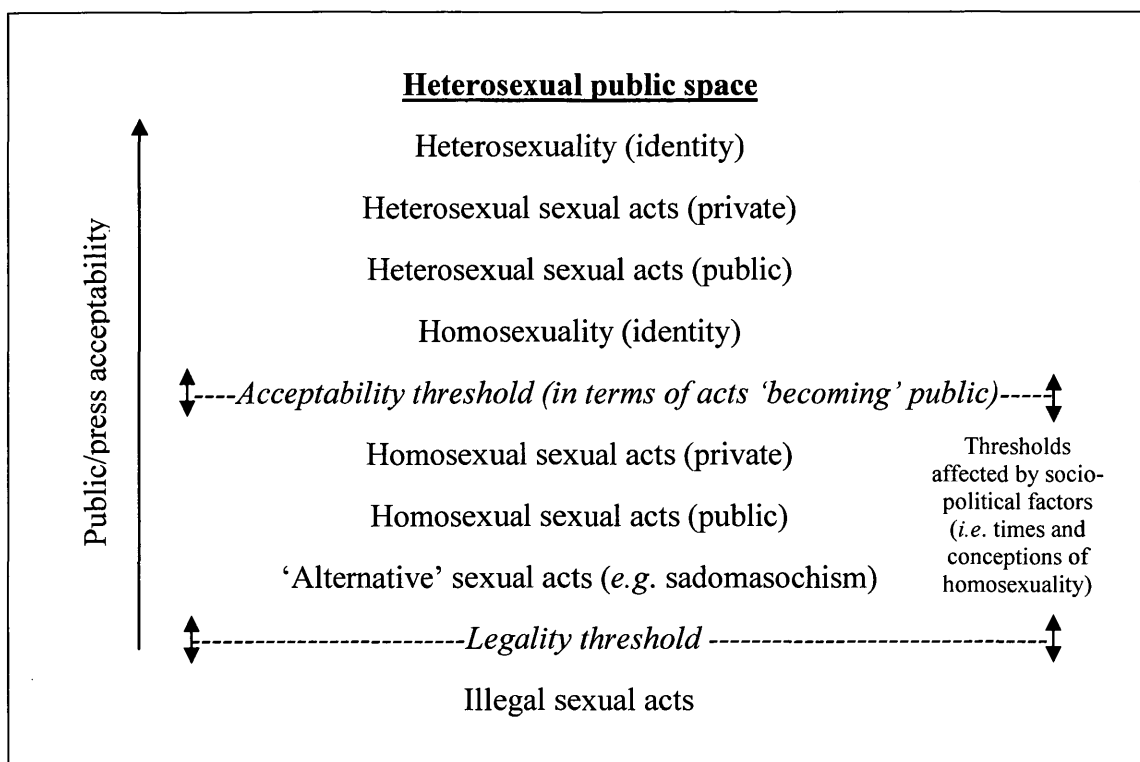 Heterosexual public space
Heterosexuality (identity)
Heterosexual sexual acts (private)
Heterosexual sexual acts (public)
Homosexuality (identity)
----Acceptability threshold (in terms of acts ‘becoming’ public)-----
Homosexual sexual acts (private)
Homosexual sexual acts (public)
‘Alternative’ sexual acts (e.g. sadomasochism)
-----------------------Legality threshold -----------------------------
Illegal sexual acts
Public/press acceptability
Thresholds
affected by socio-
political factors
(i.e. times and
conceptions of
homosexuality)